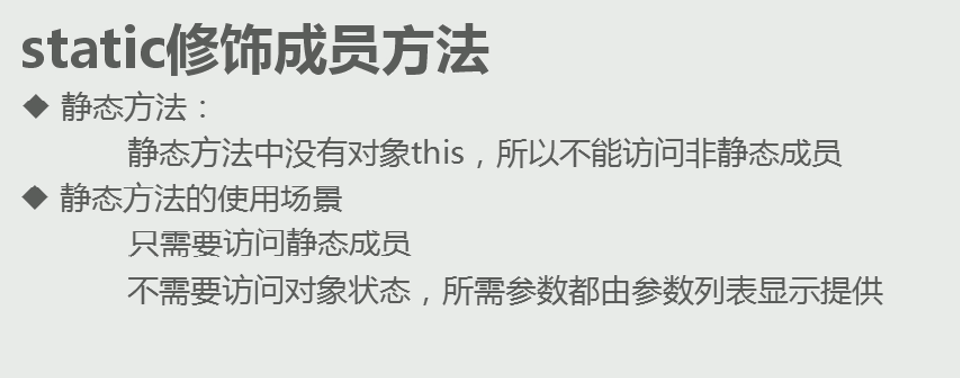 static修饰成员方法
◆ 静态方法：
静态方法中没有对象this，所以不能访问非静态成员
◆ 静态方法的使用场景
只需要访问静态成员
不需要访问对象状态，所需参数都由参数列表显示提供